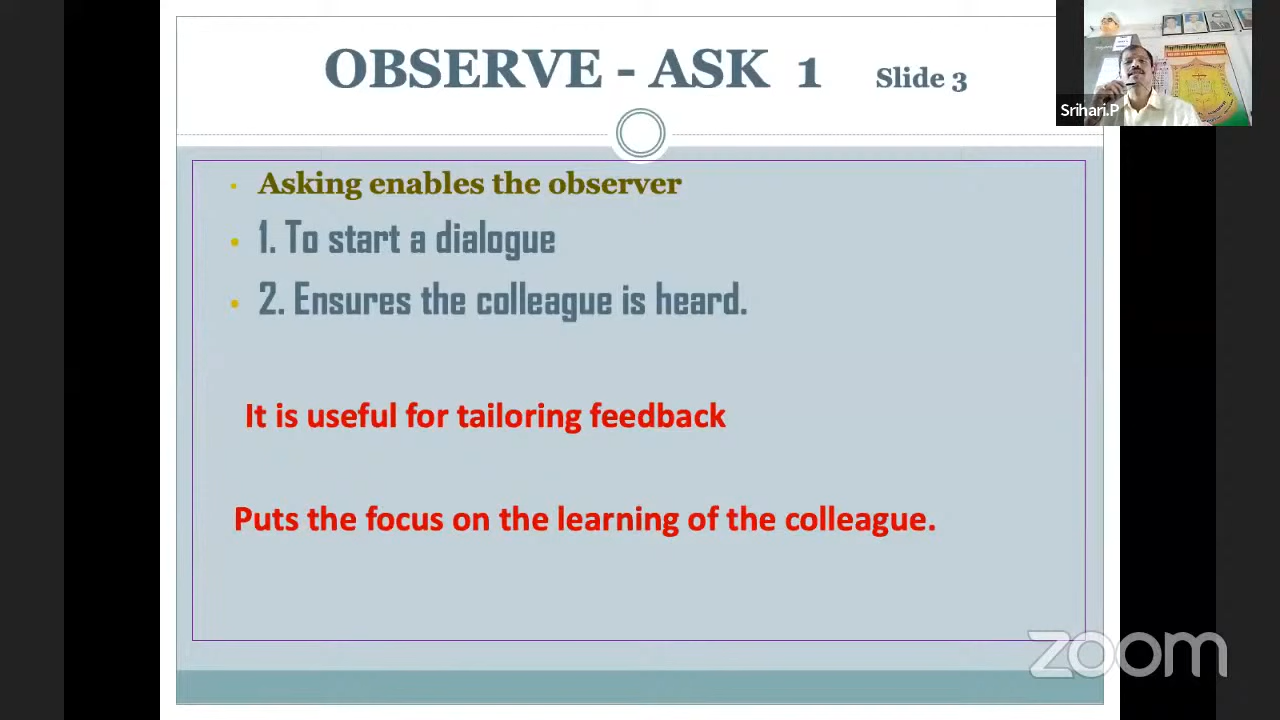 OBSERVE - ASK 1 Slide 3
Srihari.P
• Asking enables the observer
• 1. To start a dialogue
• 2. Ensures the colleague is heard.
It is useful for tailoring feedback
Puts the focus on the learning of the colleague.
zoom